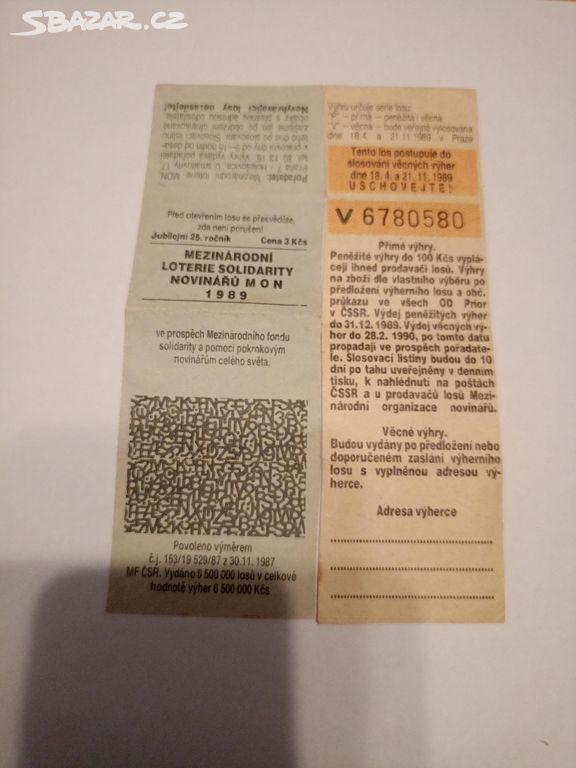 SBAZAR.CZ
Pořadatel: Mezinárodní loterie MON
Nevyhrávající losy nezasílejte!
Před otevřením losu se přesvědčte,
zda není porušen!
Jubilejní 25. ročník Cena 3 Kčs
MEZINÁRODNÍ
LOTERIE SOLIDARITY
NOVINÁŘŮ MON
1989
ve prospěch Mezinárodního fondu
solidarity a pomoci pokrokovým
novinářům celého světa.
Povoleno výměrem
č.j. 153/19 529/87 z 30.11.1987
MF ČSR. Vydáno 6 500 000 losů v celkové
hodnotě výher 6 500 000 Kčs
Výhru určuje serie losu:
"P" – přímá – peněžitá i věcná
"V" – věcná – bude veřejně vylosována
dne 18.4. a 21.11.1989 v Praze
Tento los postupuje do
slosování věcných výher
dne 18.4. a 21.11.1989
USCHOVEJTE!
V 6780580
Přímé výhry.
Peněžité výhry do 100 Kčs vyplá-
cejí ihned prodavači losů. Výhry
na zboží dle vlastního výběru po
předložení výherního losu a obč.
průkazu ve všech OD Prior
v ČSSR. Výdej peněžitých výher
do 31.12.1989. Výdej věcných vý-
her do 28.2. 1990, po tomto datu
propadají ve prospěch pořadate-
le. Slosovací listiny budou do 10
dní po tahu uveřejněny v denním
tisku, k nahlédnutí na poštách
ČSSR a u prodavačů losů Mezi-
národní organizace novinářů.
Věcné výhry.
Budou vydány po předložení nebo
doporučeném zaslání výherního
losu s vyplněnou adresou vý-
herce.
Adresa výherce